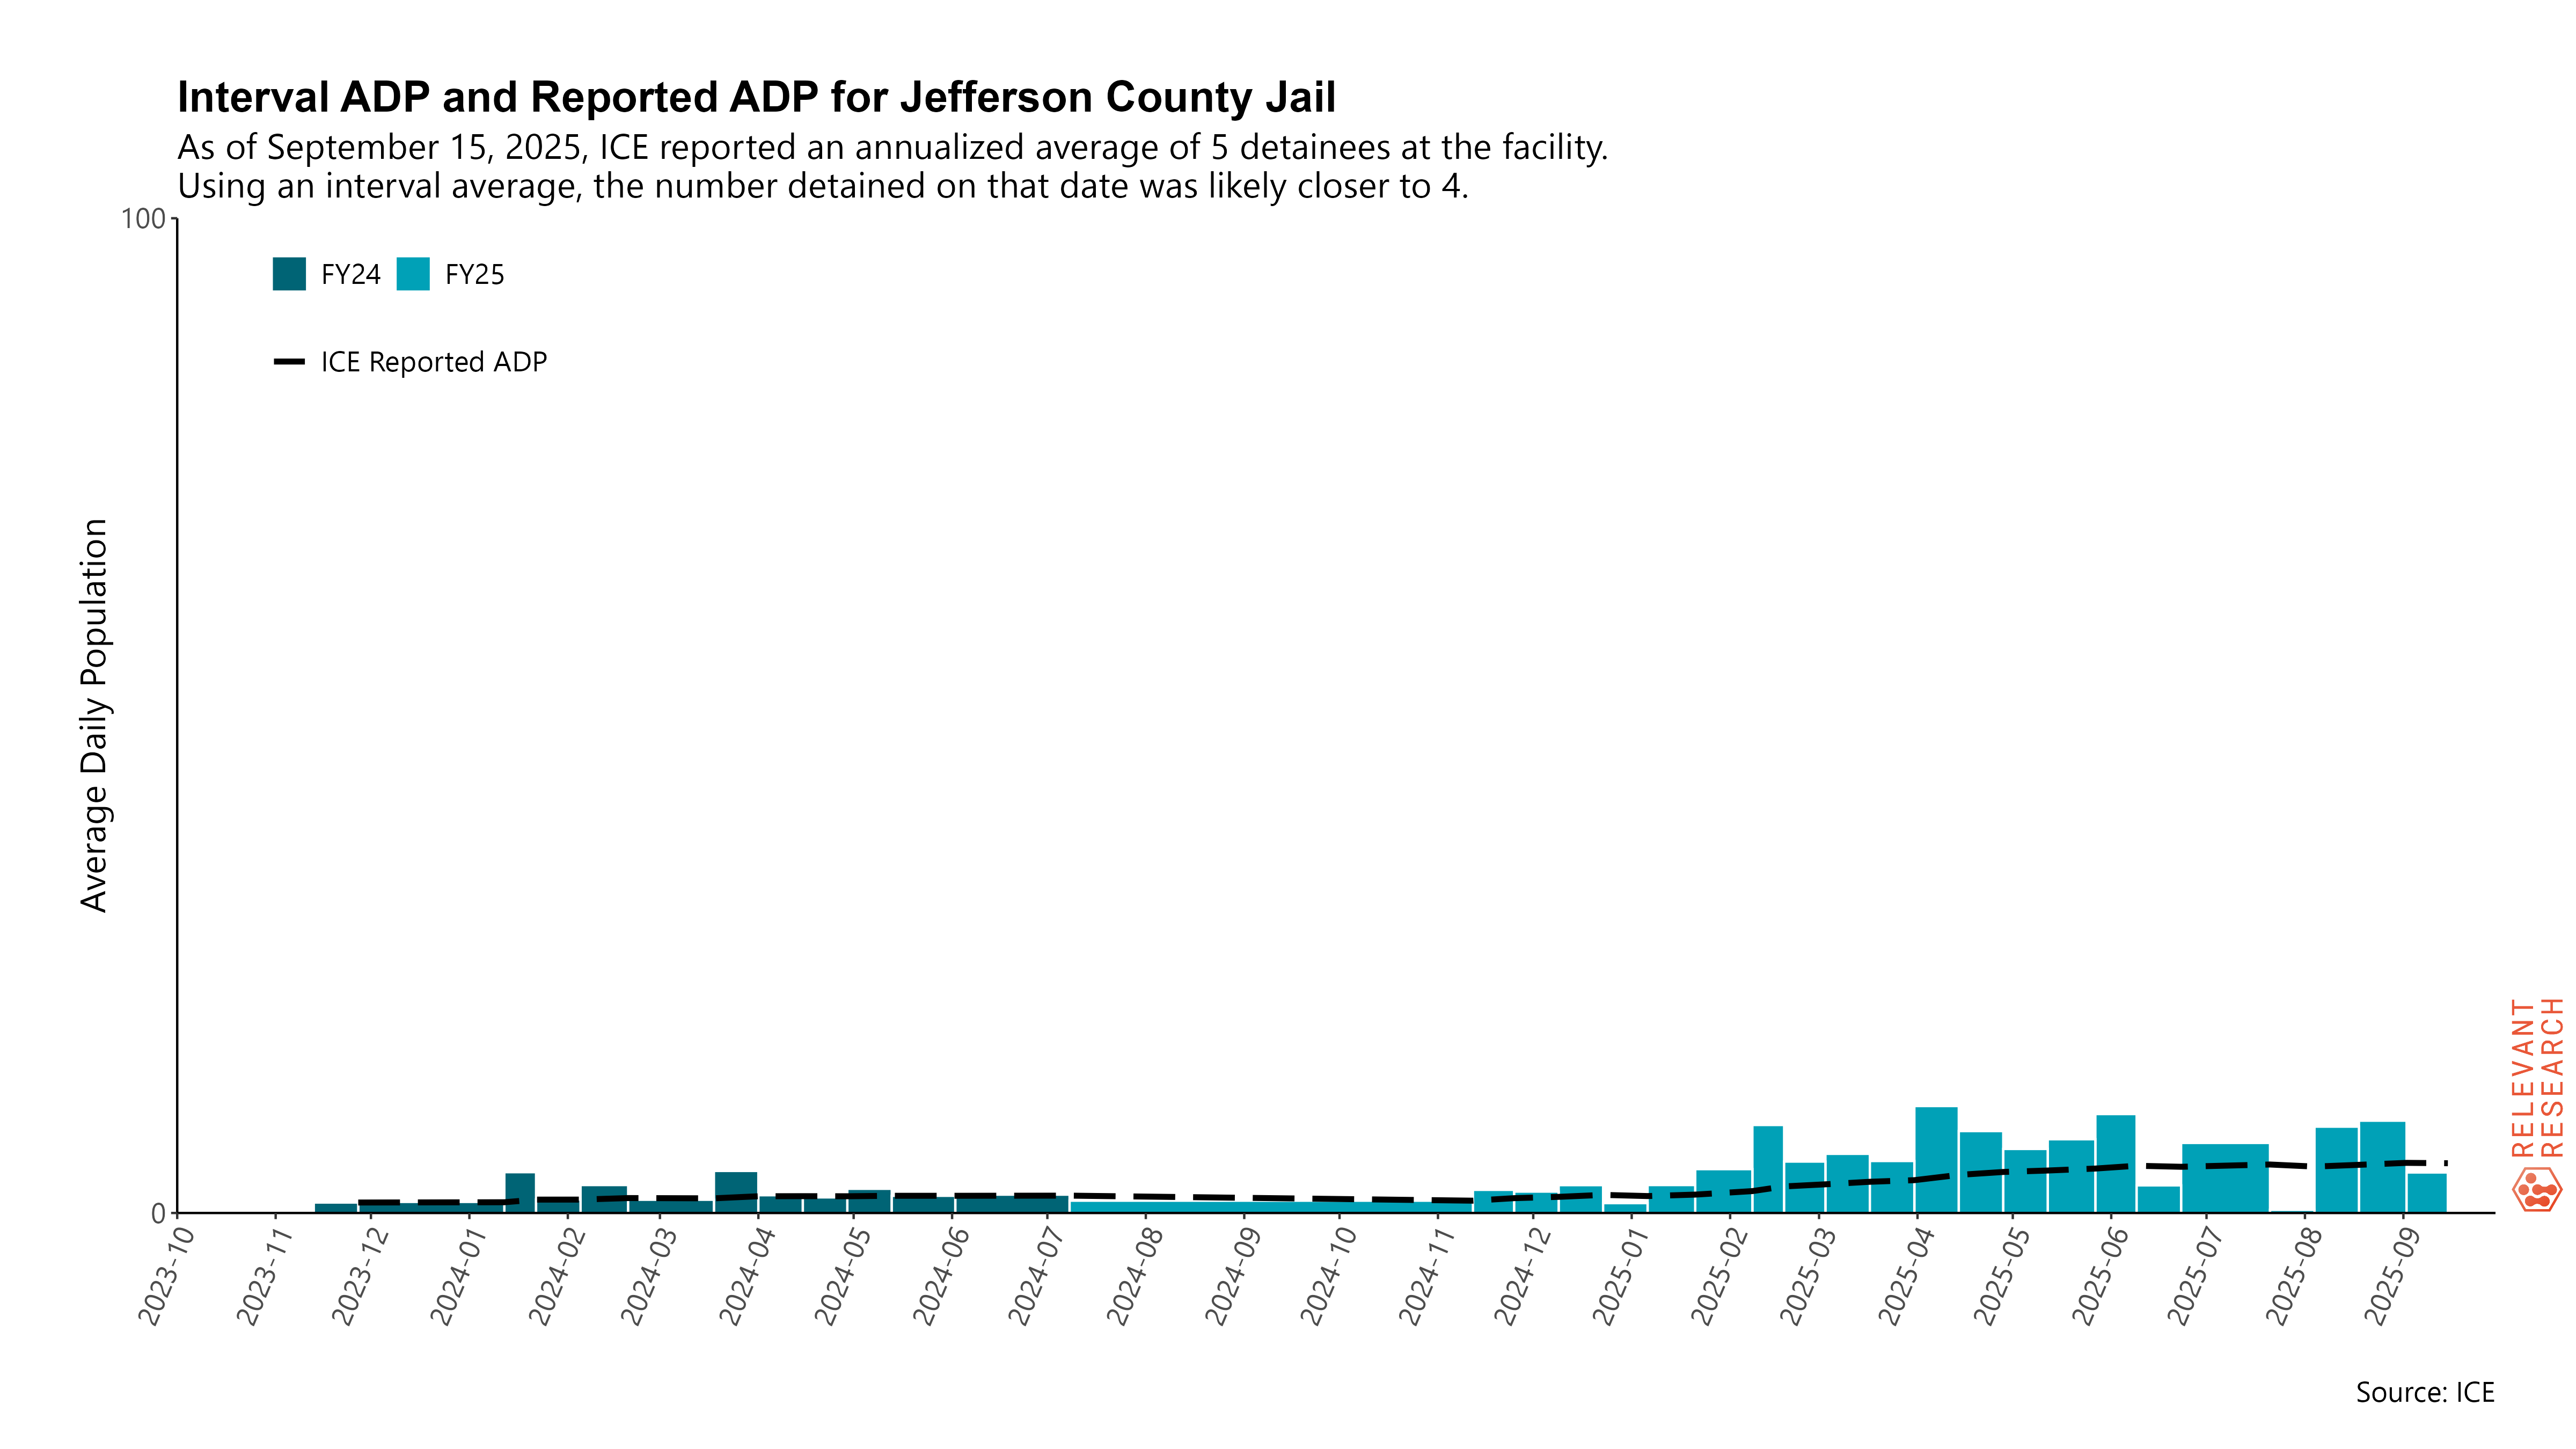 Interval ADP and Reported ADP for Jefferson County Jail
As of September 15, 2025, ICE reported an annualized average of 5 detainees at the facility.
Using an interval average, the number detained on that date was likely closer to 4.
100
FY24 FY25
ICE Reported ADP
Average Daily Population
0
2023-10
2023-11
2023-12
2024-01
2024-02
2024-03
2024-04
2024-05
2024-06
2024-07
2024-08
2024-09
2024-10
2024-11
2024-12
2025-01
2025-02
2025-03
2025-04
2025-05
2025-06
2025-07
2025-08
2025-09
RELEVANT
RESEARCH
Source: ICE